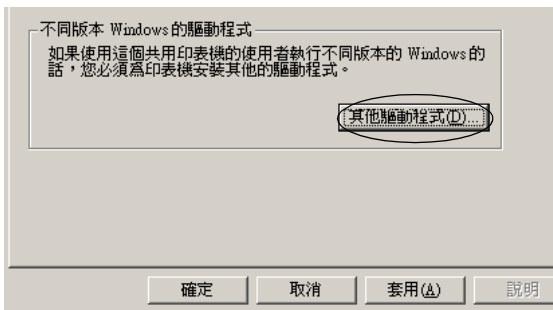 不同版本 Windows 的驅動程式
如果使用這個共用印表機的使用者執行不同版本的 Windows 的
話，您必須爲印表機安裝其他的驅動程式。
其他驅動程式(D)...
確定 取消 套用(A) 說明